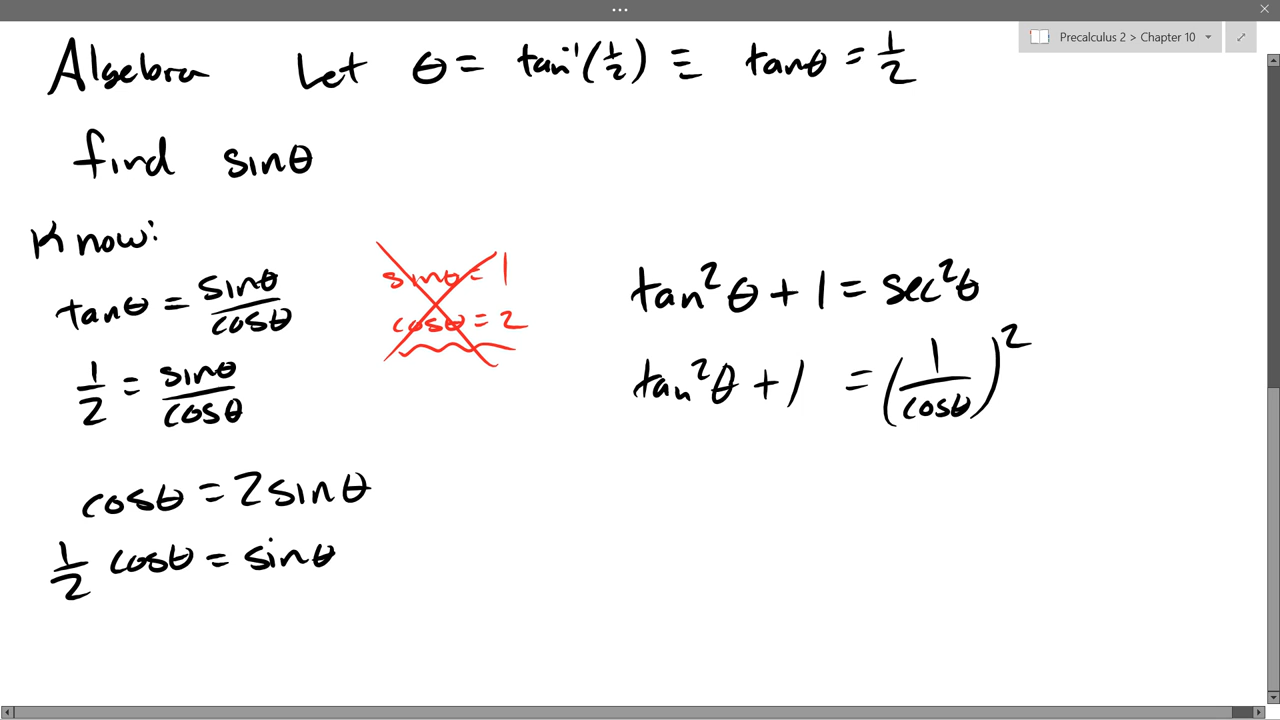 Precalculus 2 > Chapter 10
Algebra Let θ = tan⁻¹(1/2) ≡ tanθ = 1/2
find sinθ
Know:
tanθ = sinθ/cosθ
1/2 = sinθ/cosθ
cosθ = 2sinθ
1/2 cosθ = sinθ
sinθ = 1
cosθ = 2
tan²θ + 1 = sec²θ
tan²θ + 1 = (1/cosθ)²